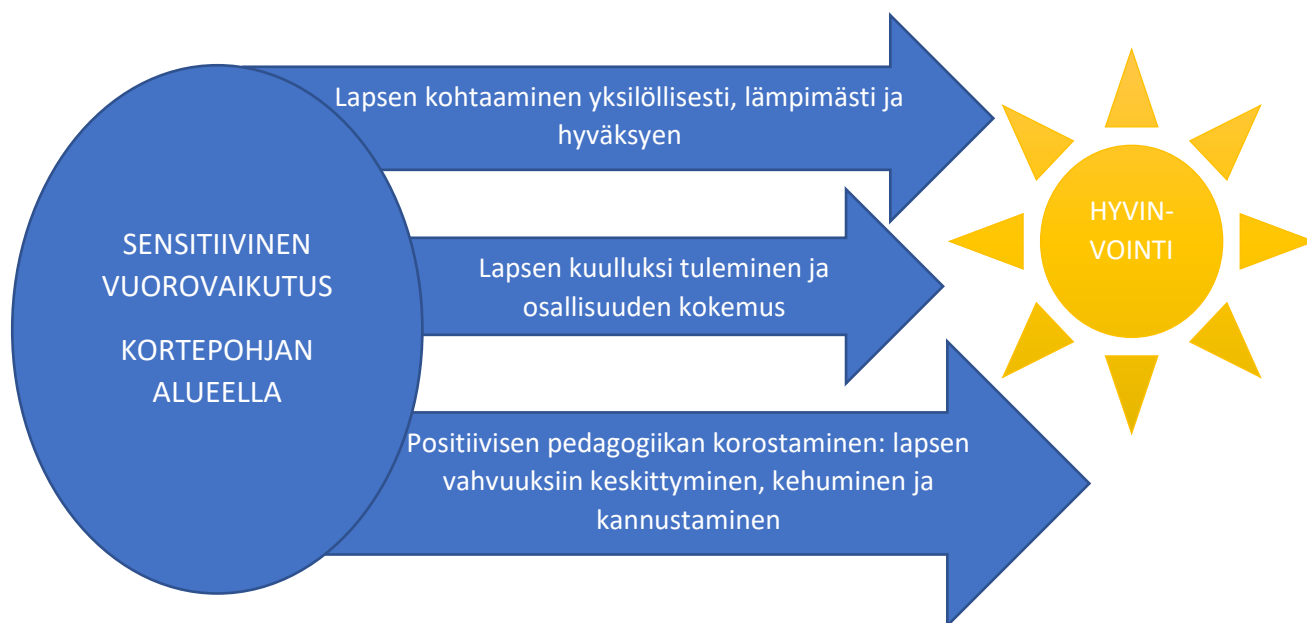 SENSITIIVINEN
VUOROVAIKUTUS
KORTEPOHJAN
ALUEELLA
Lapsen kohtaaminen yksilöllisesti, lämpimästi ja
hyväksyen
Lapsen kuulluksi tuleminen ja
osallisuuden kokemus
Positiivisen pedagogiikan korostaminen: lapsen
vahvuuksiin keskittyminen, kehuminen ja
kannustaminen
HYVIN-
VOINTI